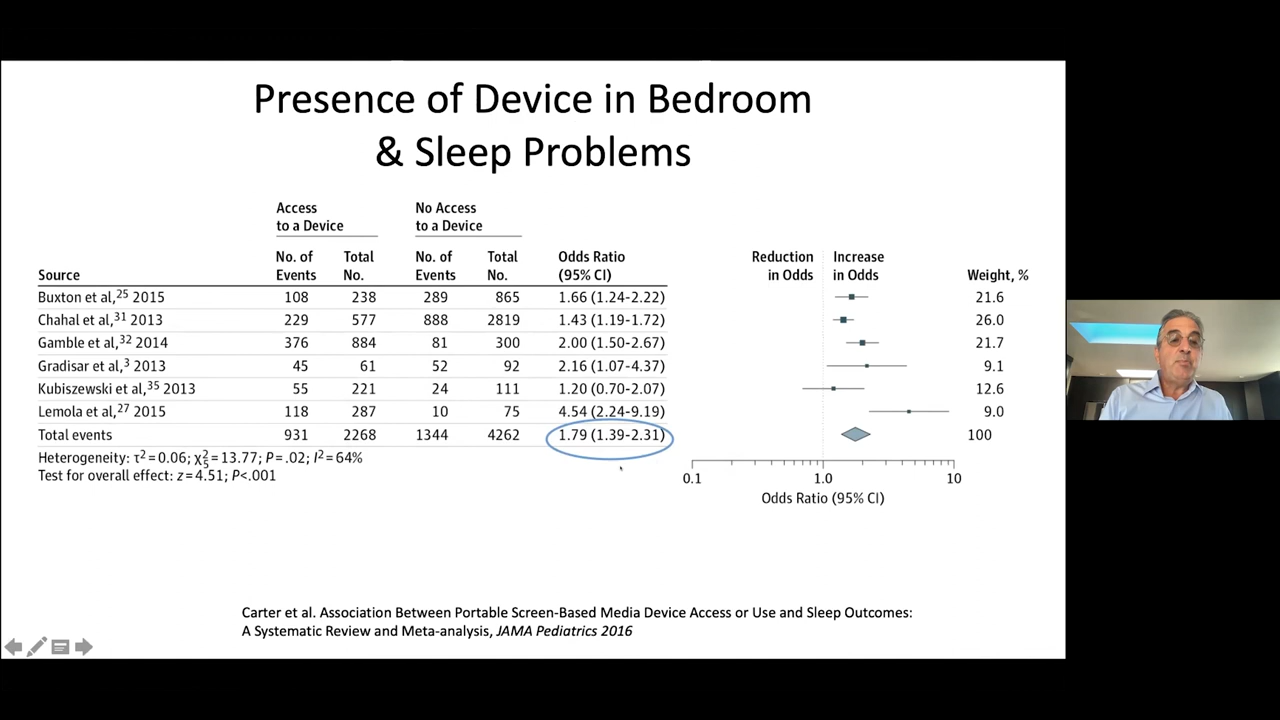 Presence of Device in Bedroom
& Sleep Problems
Access
to a Device
No Access
to a Device
Source
No. of
Events
Total
No.
No. of
Events
Total
No.
Odds Ratio
(95% CI)
Reduction
in Odds
Increase
in Odds
Weight, %
Buxton et al,25 2015 108 238 289 865 1.66 (1.24-2.22) 21.6
Chahal et al,31 2013 229 577 888 2819 1.43 (1.19-1.72) 26.0
Gamble et al,32 2014 376 884 81 300 2.00 (1.50-2.67) 21.7
Gradisar et al,3 2013 45 61 52 92 2.16 (1.07-4.37) 9.1
Kubiszewski et al,35 2013 55 221 24 111 1.20 (0.70-2.07) 12.6
Lemola et al,27 2015 118 287 10 75 4.54 (2.24-9.19) 9.0
Total events 931 2268 1344 4262 1.79 (1.39-2.31) 100
Heterogeneity: τ2 = 0.06; χ25 = 13.77; P = .02; I2 = 64%
Test for overall effect: z = 4.51; P<.001
0.1 1.0 10
Odds Ratio (95% CI)
Carter et al. Association Between Portable Screen-Based Media Device Access or Use and Sleep Outcomes:
A Systematic Review and Meta-analysis, JAMA Pediatrics 2016